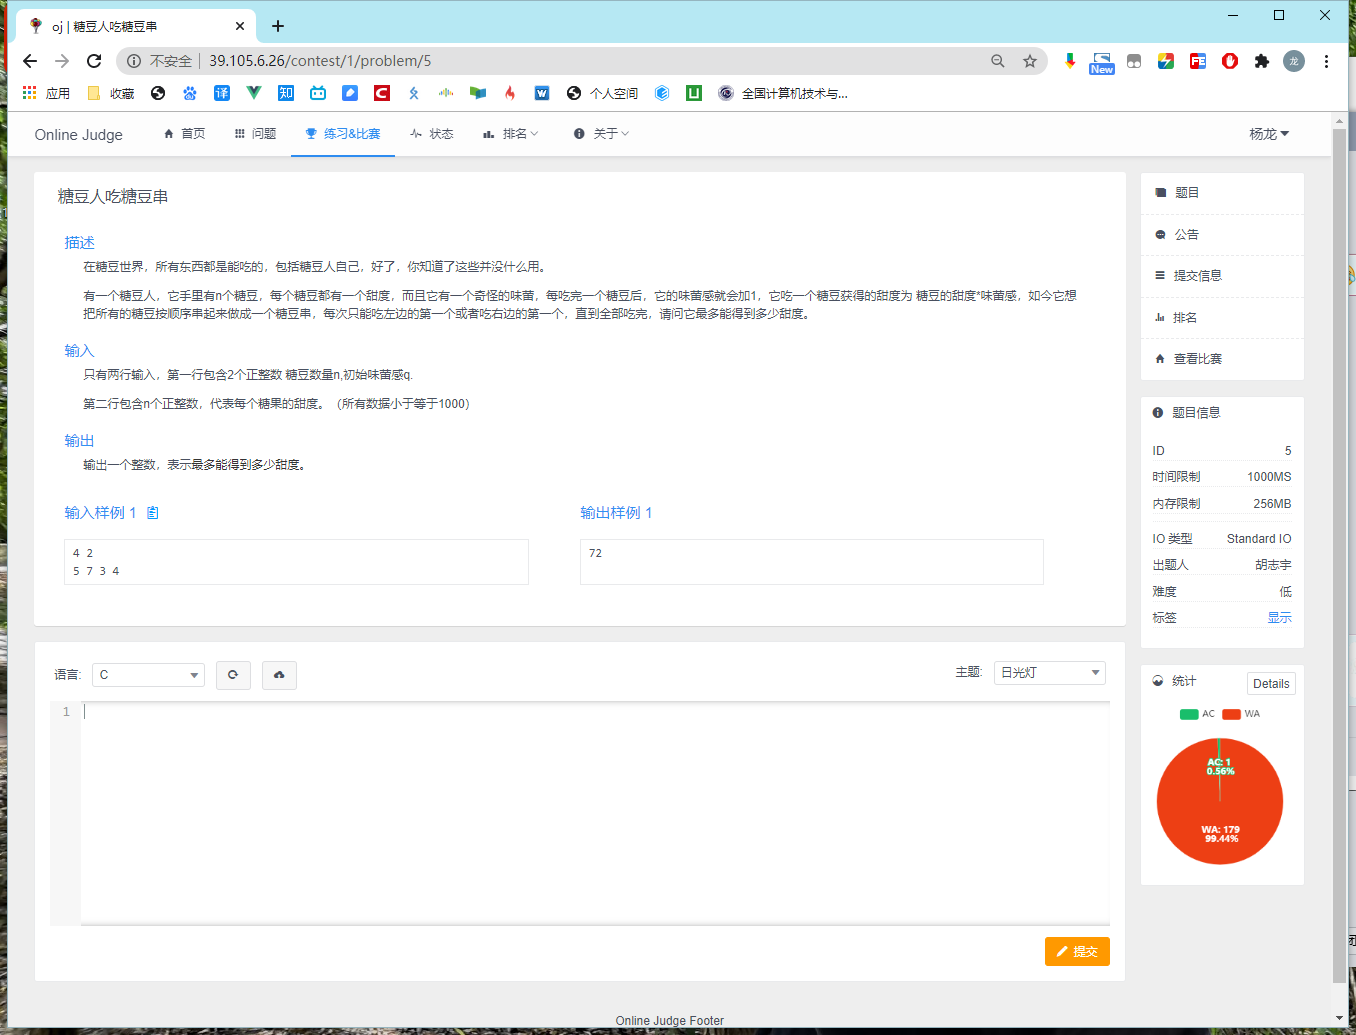 oj | 糖豆人吃糖豆串
不安全 39.105.6.26/contest/1/problem/5
New
龙
应用 收藏 译 知 个人空间 全国计算机技术与...
Online Judge 首页 问题 练习&比赛 状态 排名 关于 杨龙
糖豆人吃糖豆串
描述
在糖豆世界，所有东西都是能吃的，包括糖豆人自己，好了，你知道了这些并没什么用。
有一个糖豆人，它手里有n个糖豆，每个糖豆都有一个甜度，而且它有一个奇怪的味菌，每吃完一个糖豆后，它的味菌感就会加1，它吃一个糖豆获得的甜度为 糖豆的甜度*味菌感，如今它想
把所有的糖豆按顺序串起来做成一个糖豆串，每次只能吃左边的第一个或者吃右边的第一个，直到全部吃完，请问它最多能得到多少甜度。
输入
只有两行输入，第一行包含2个正整数 糖豆数量n,初始味菌感q.
第二行包含n个正整数，代表每个糖果的甜度。（所有数据小于等于1000）
输出
输出一个整数，表示最多能得到多少甜度。
输入样例 1
4 2
5 7 3 4
输出样例 1
72
语言: C
主题: 日光灯
1
提交
题目
公告
提交信息
排名
查看比赛
题目信息
ID 5
时间限制 1000MS
内存限制 256MB
IO 类型 Standard IO
出题人 胡志宇
难度 低
标签 显示
统计 Details
AC WA
AC: 1
0.56%
WA: 179
99.44%
Online Judge Footer